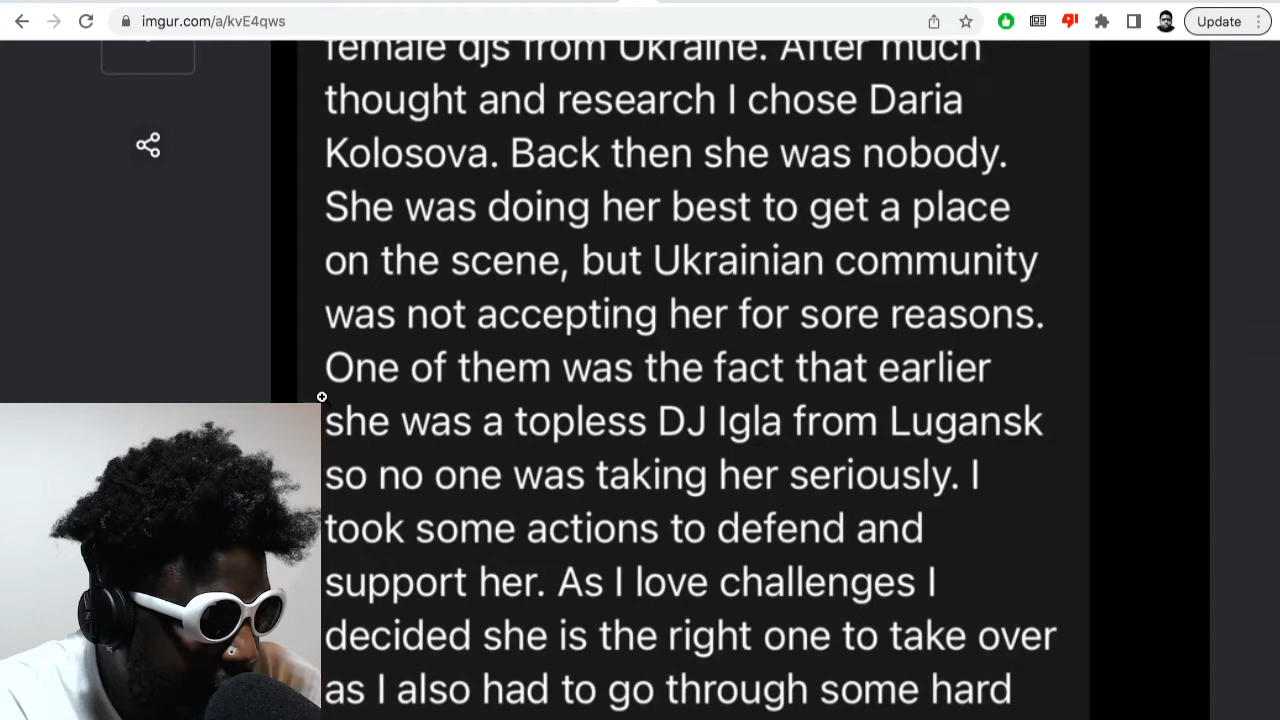 imgur.com/a/kvE4qws
Update
female djs from Ukraine. After much
thought and research I chose Daria
Kolosova. Back then she was nobody.
She was doing her best to get a place
on the scene, but Ukrainian community
was not accepting her for sore reasons.
One of them was the fact that earlier
she was a topless DJ Igla from Lugansk
so no one was taking her seriously. I
took some actions to defend and
support her. As I love challenges I
decided she is the right one to take over
as I also had to go through some hard